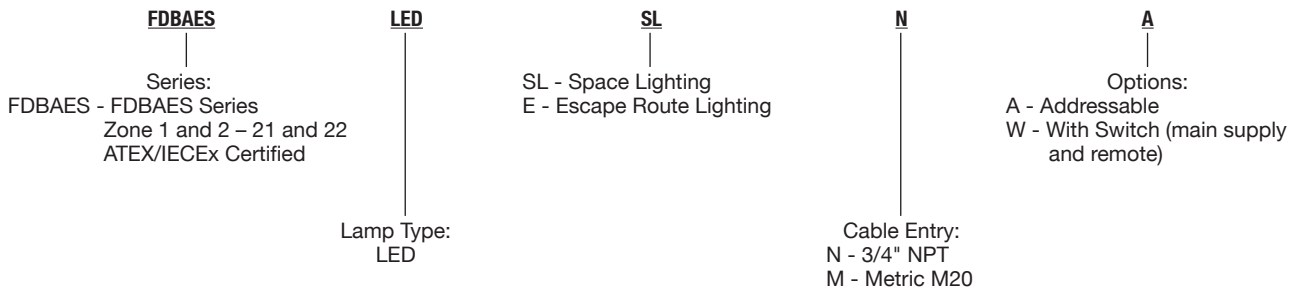 FDBAES LED SL N A
Series:
FDBAES - FDBAES Series
Zone 1 and 2 – 21 and 22
ATEX/IECEx Certified
SL - Space Lighting
E - Escape Route Lighting
Options:
A - Addressable
W - With Switch (main supply
and remote)
Lamp Type:
LED
Cable Entry:
N - 3/4" NPT
M - Metric M20